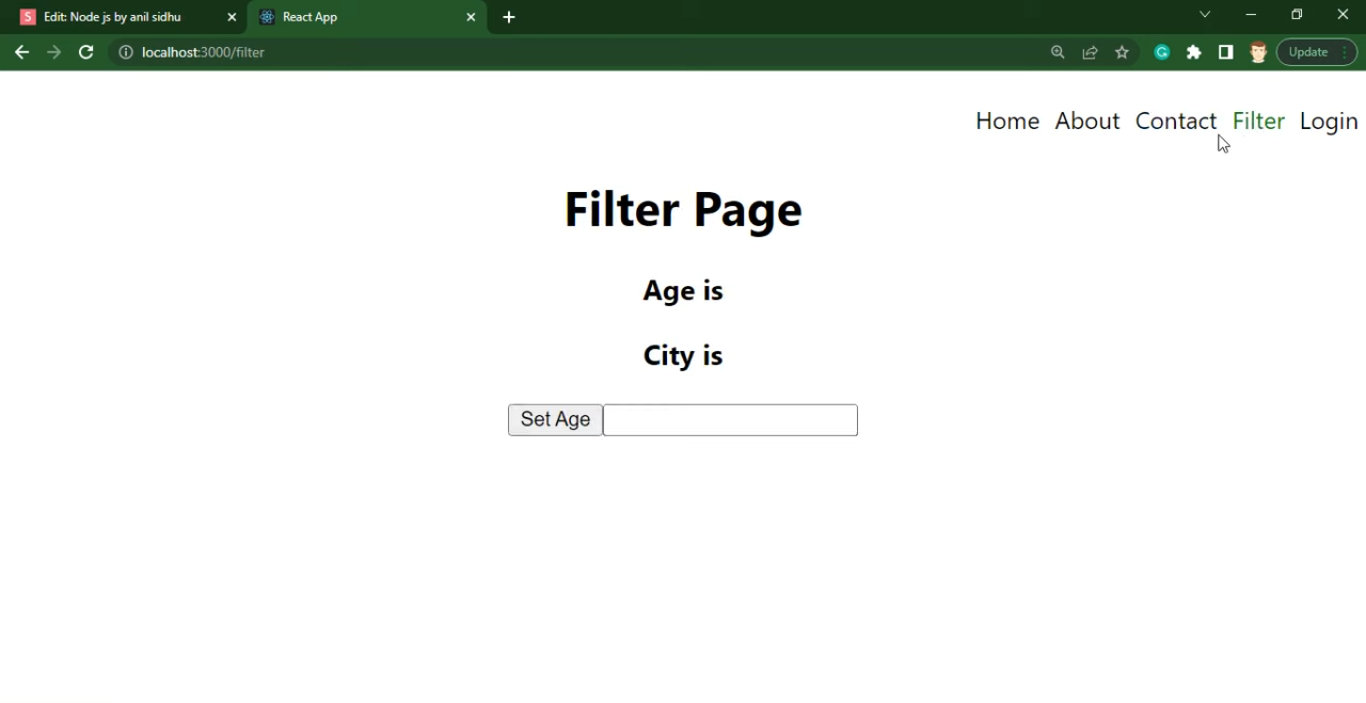 S Edit: Node js by anil sidhu
React App
localhost:3000/filter
Update
Home About Contact Filter Login
Filter Page
Age is
City is
Set Age